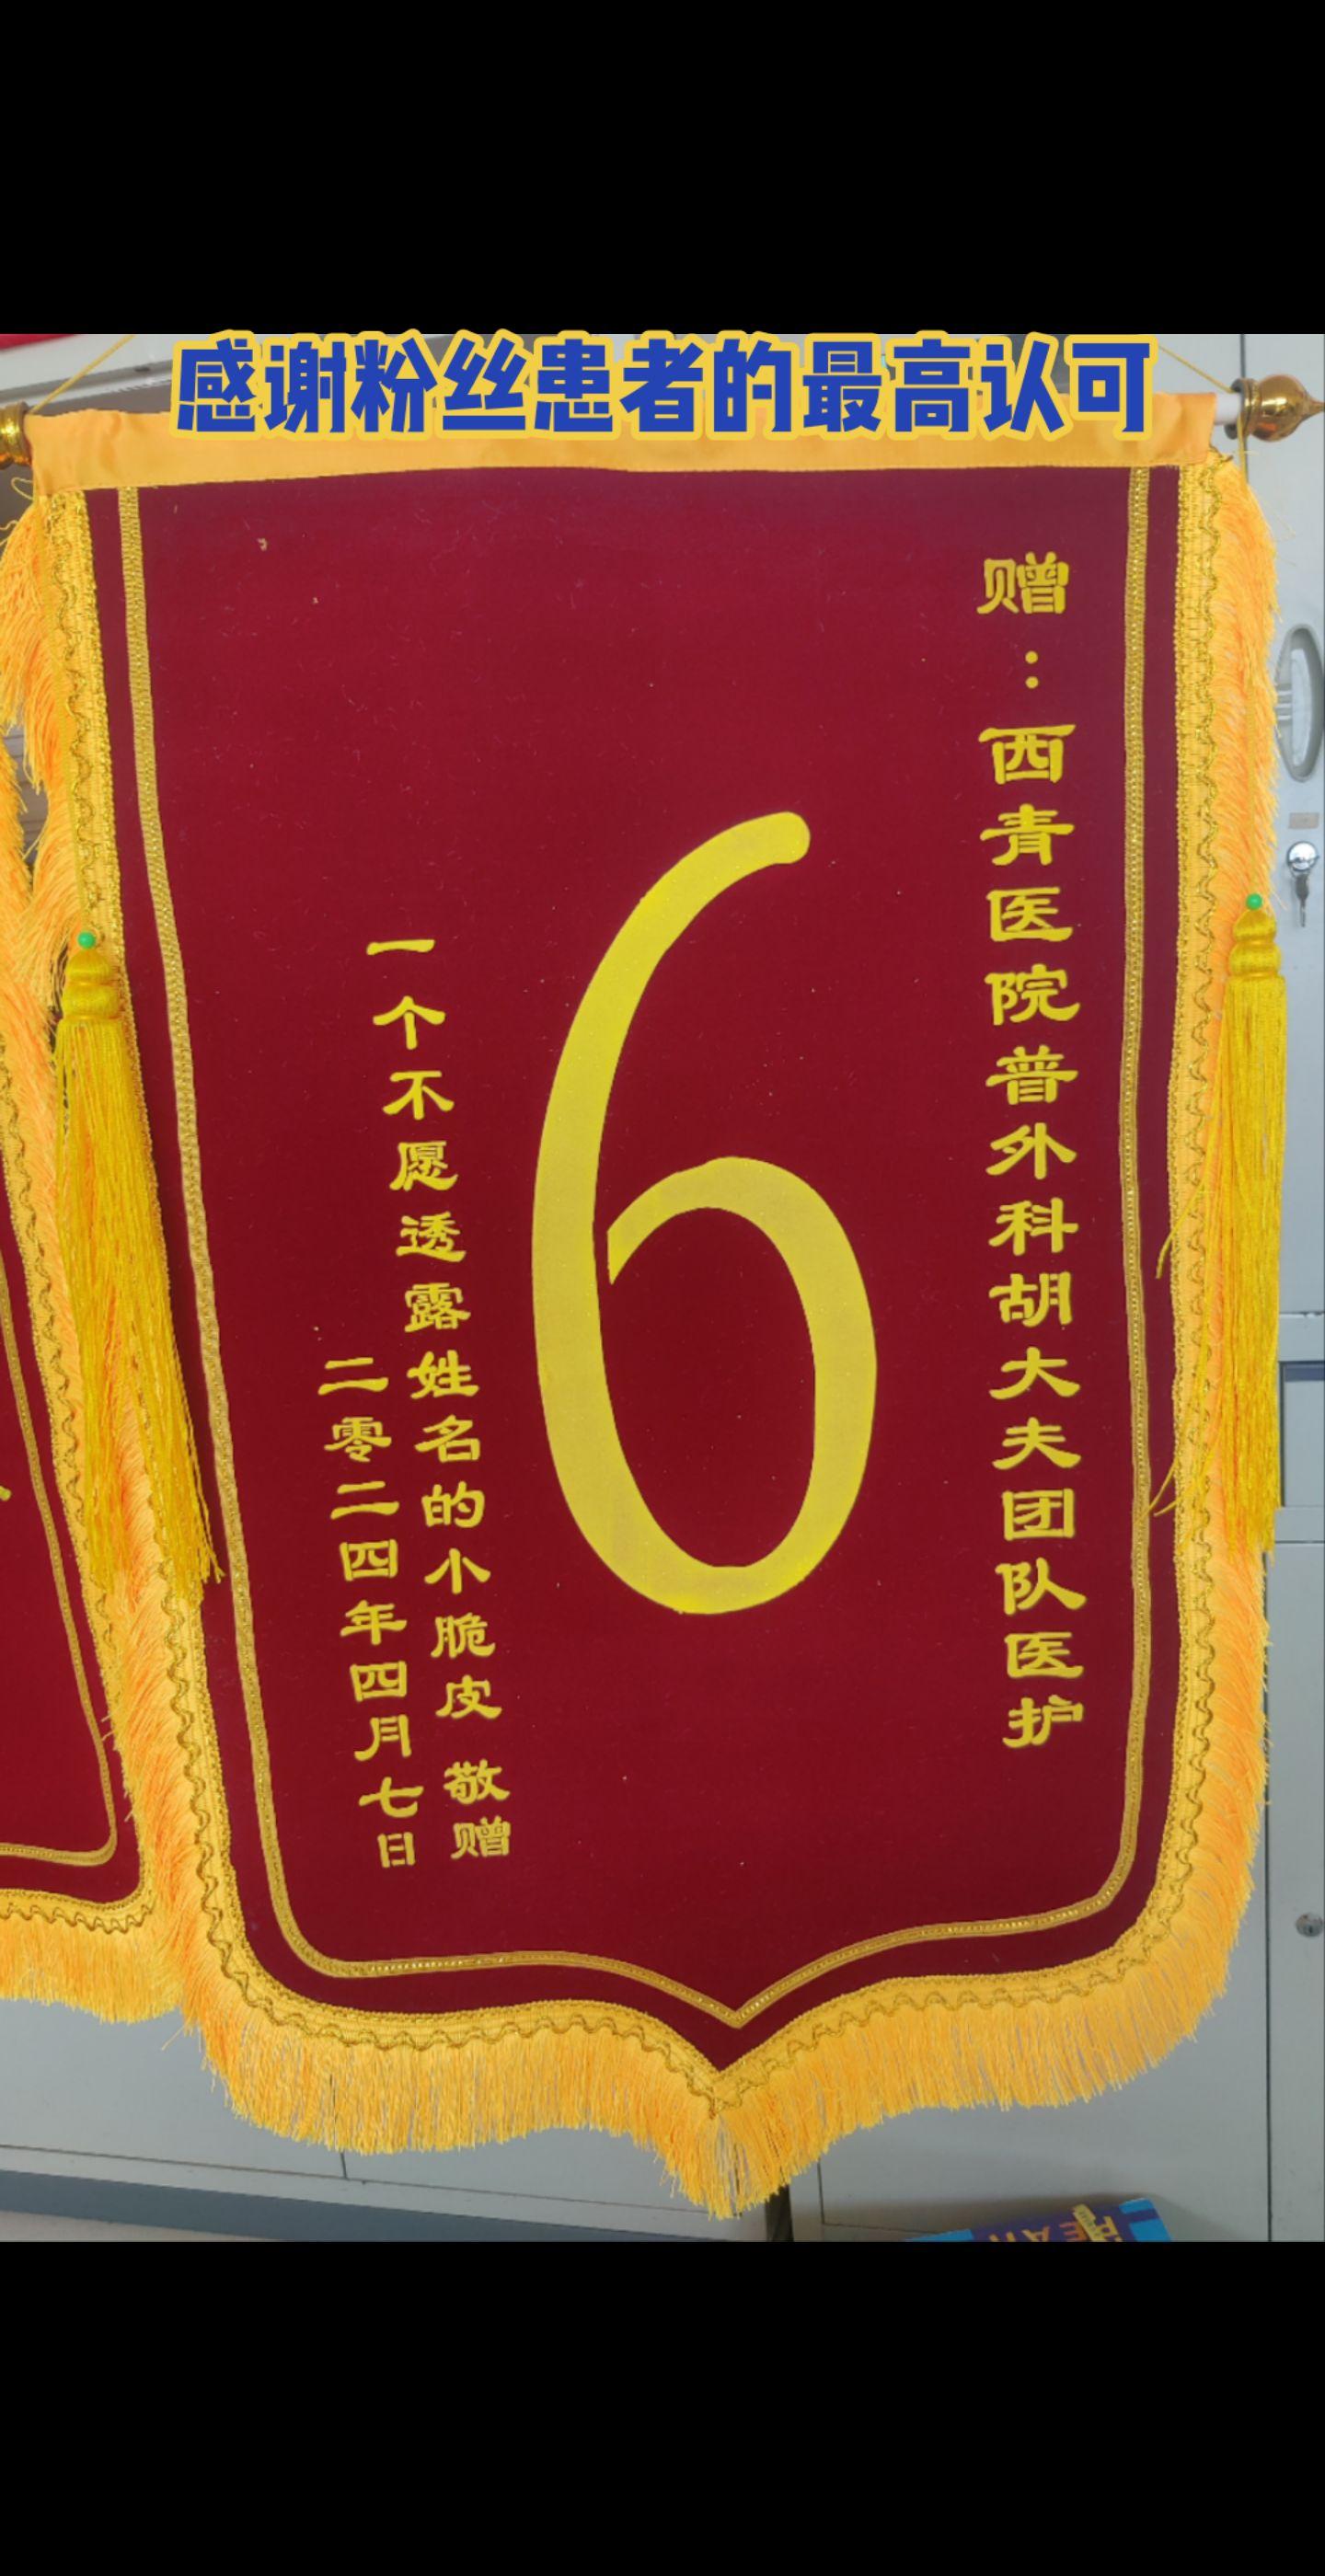 感谢粉丝患者的最高认可
赠：西青医院普外科胡大夫团队医护
6
一个不愿透露姓名的小脆皮 敬赠
二零二四年四月七日